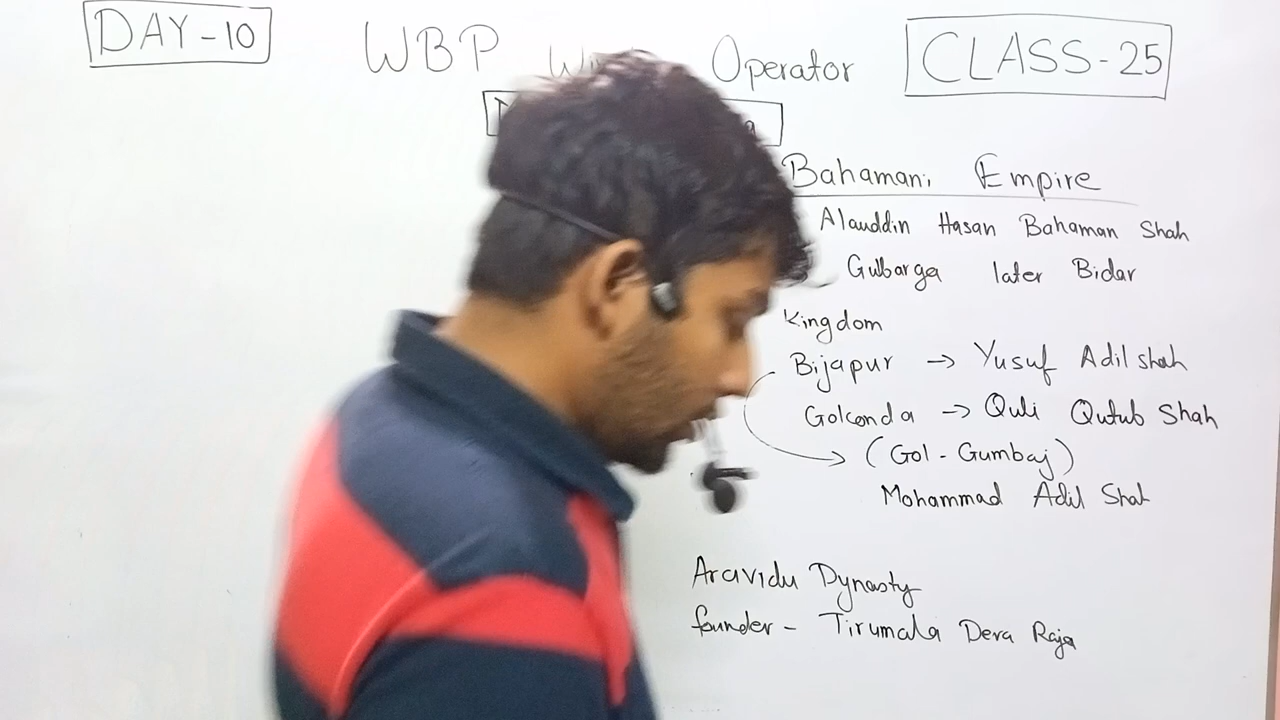 DAY-10
WBP Operator
CLASS-25
Bahamani Empire
Alauddin Hasan Bahaman Shah
Gulbarga later Bidar
Kingdom
Bijapur → Yusuf Adil shah
Golconda → Quli Qutub Shah
(Gol - Gumbaj)
Mohammad Adil Shah
Aravidu Dynasty
founder - Tirumala Deva Raja